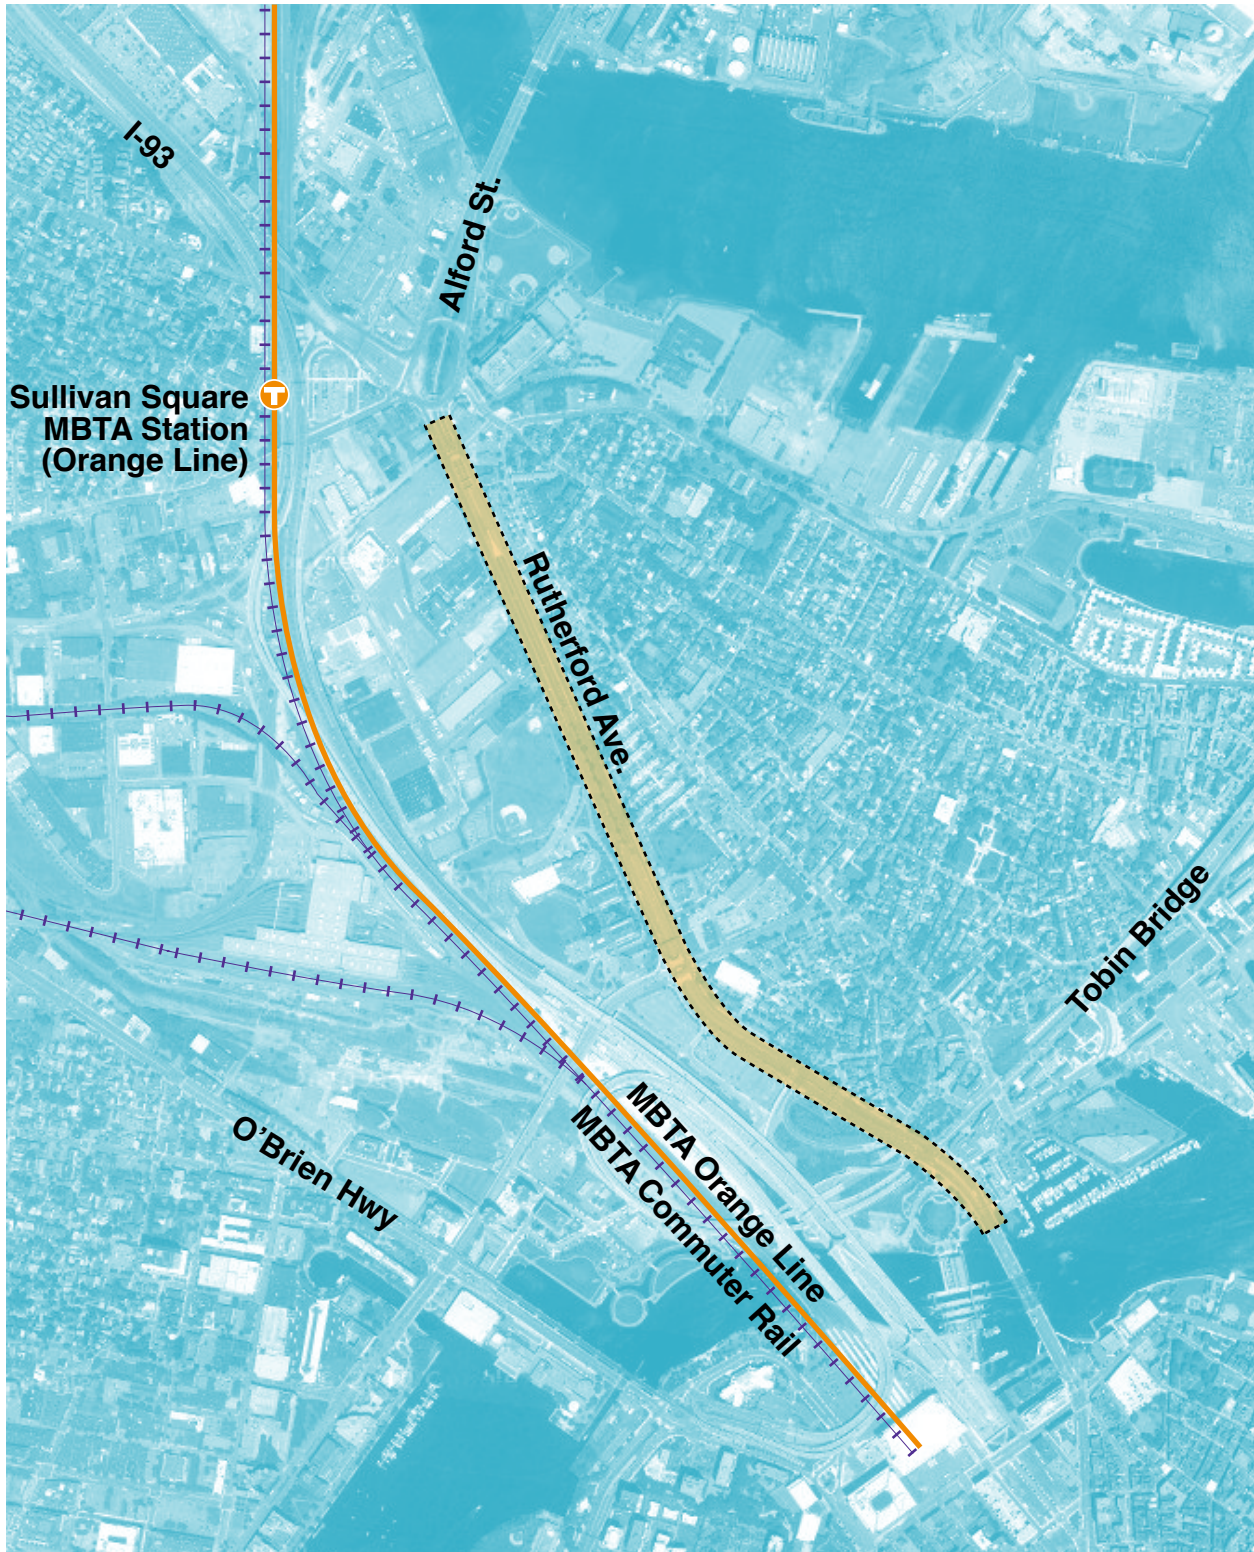 I-93
Alford St.
T
Sullivan Square
MBTA Station
(Orange Line)
Rutherford Ave.
Tobin Bridge
MBTA Orange Line
MBTA Commuter Rail
O’Brien Hwy